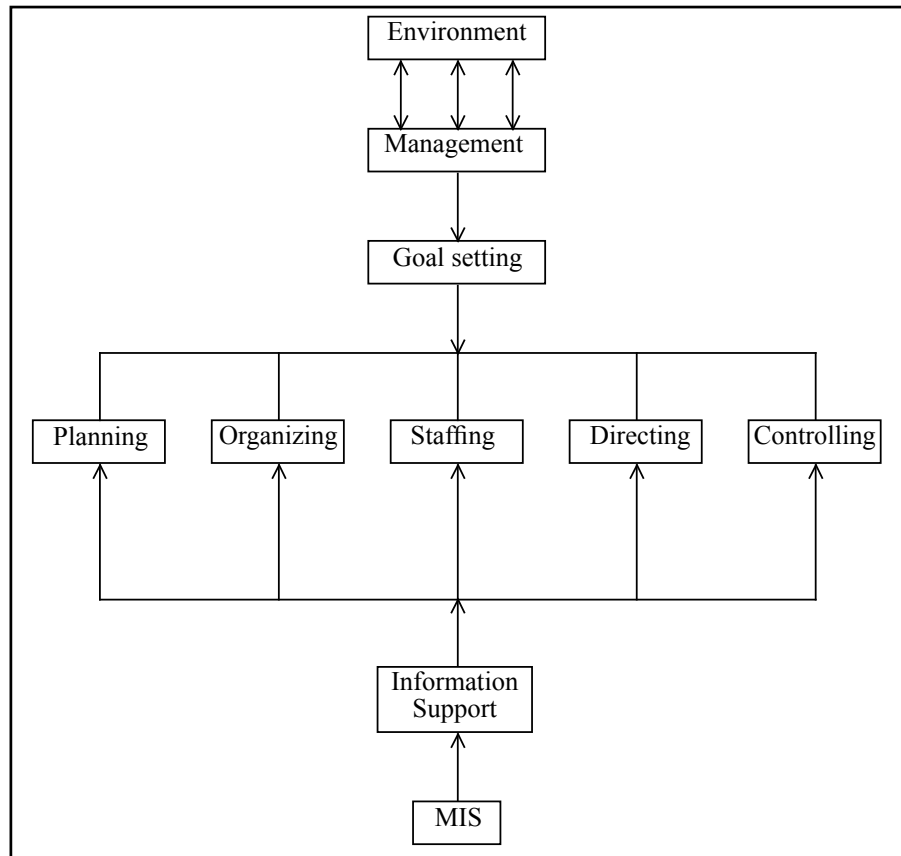 Environment
Management
Goal setting
Planning
Organizing
Staffing
Directing
Controlling
Information
Support
MIS